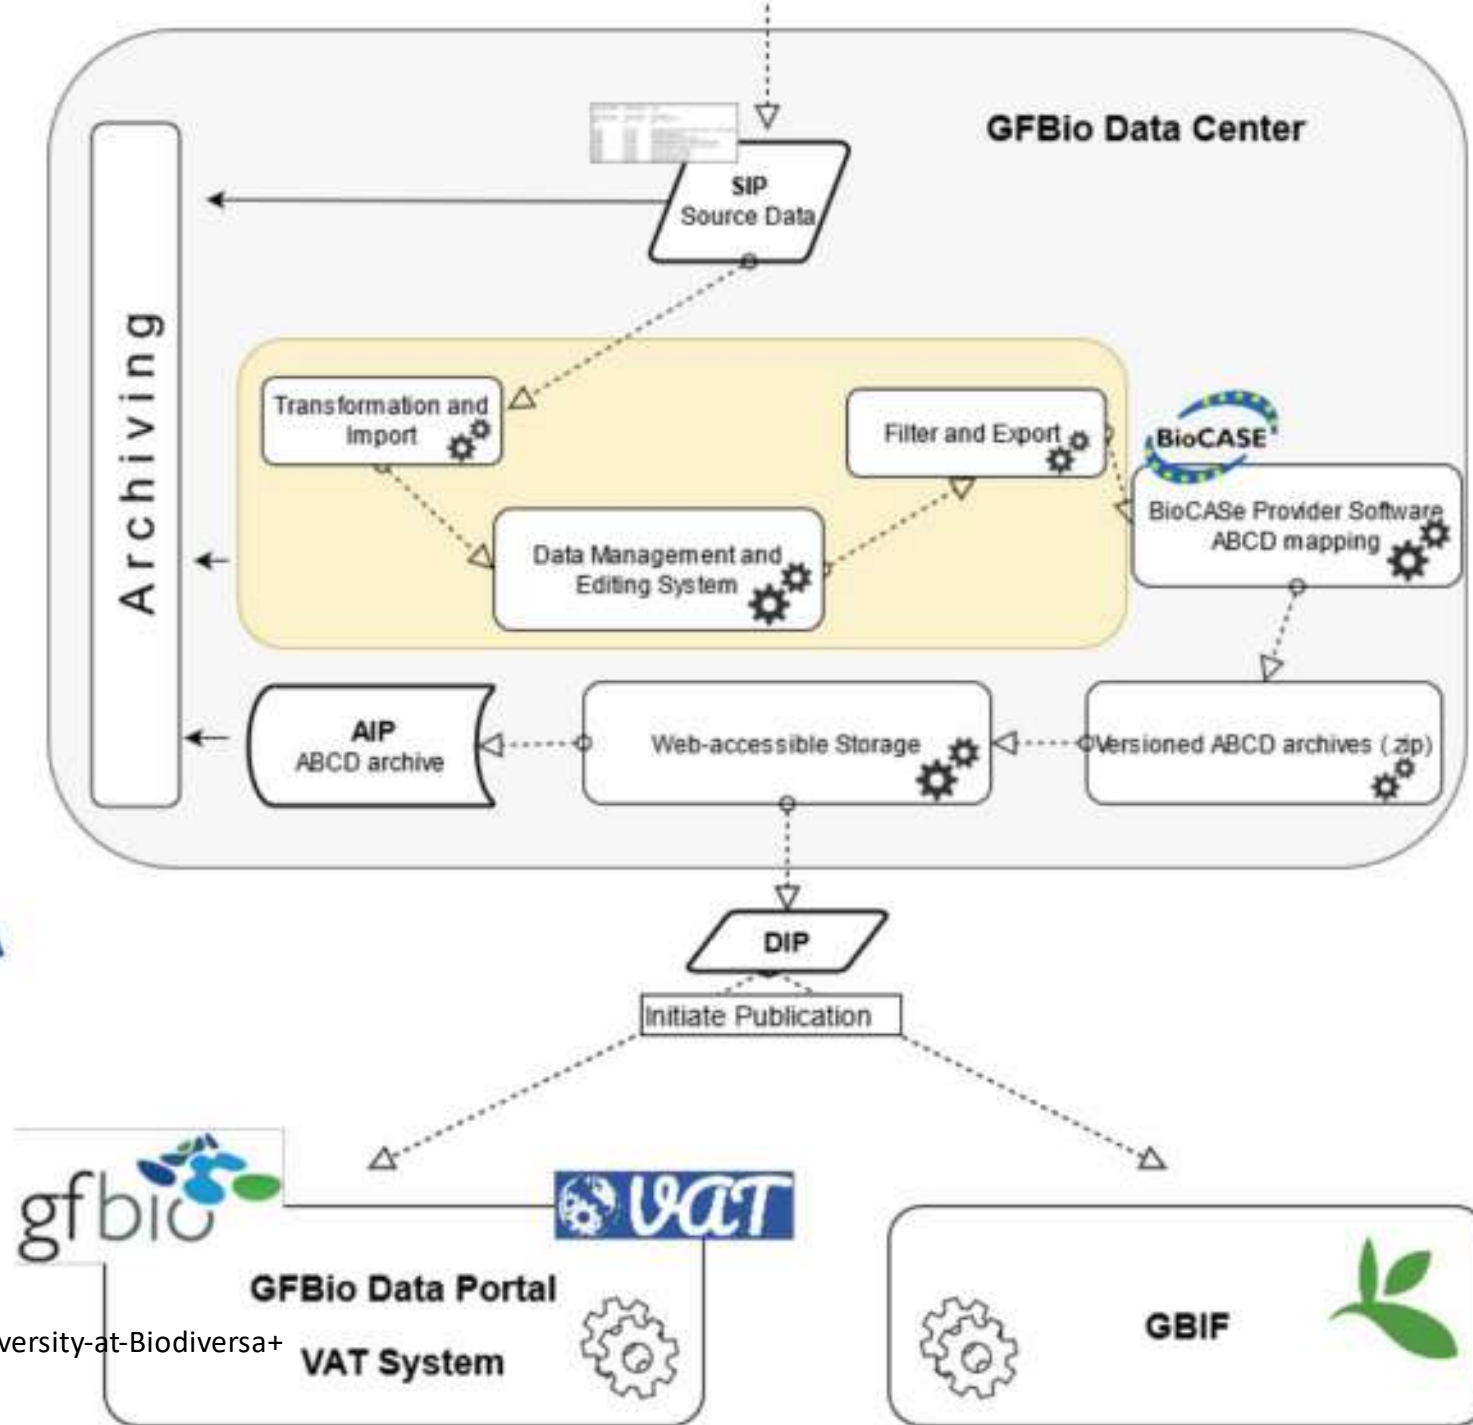 GFBio Data Center
SIP
Source Data
Archiving
Transformation and
Import
Filter and Export
BioCASE
BioCASe Provider Software
ABCD mapping
Data Management and
Editing System
AIP
ABCD archive
Web-accessible Storage
Versioned ABCD archives (.zip)
DIP
Initiate Publication
gfbio
VAT
GFBio Data Portal
VAT System
versity-at-Biodiversa+
GBIF